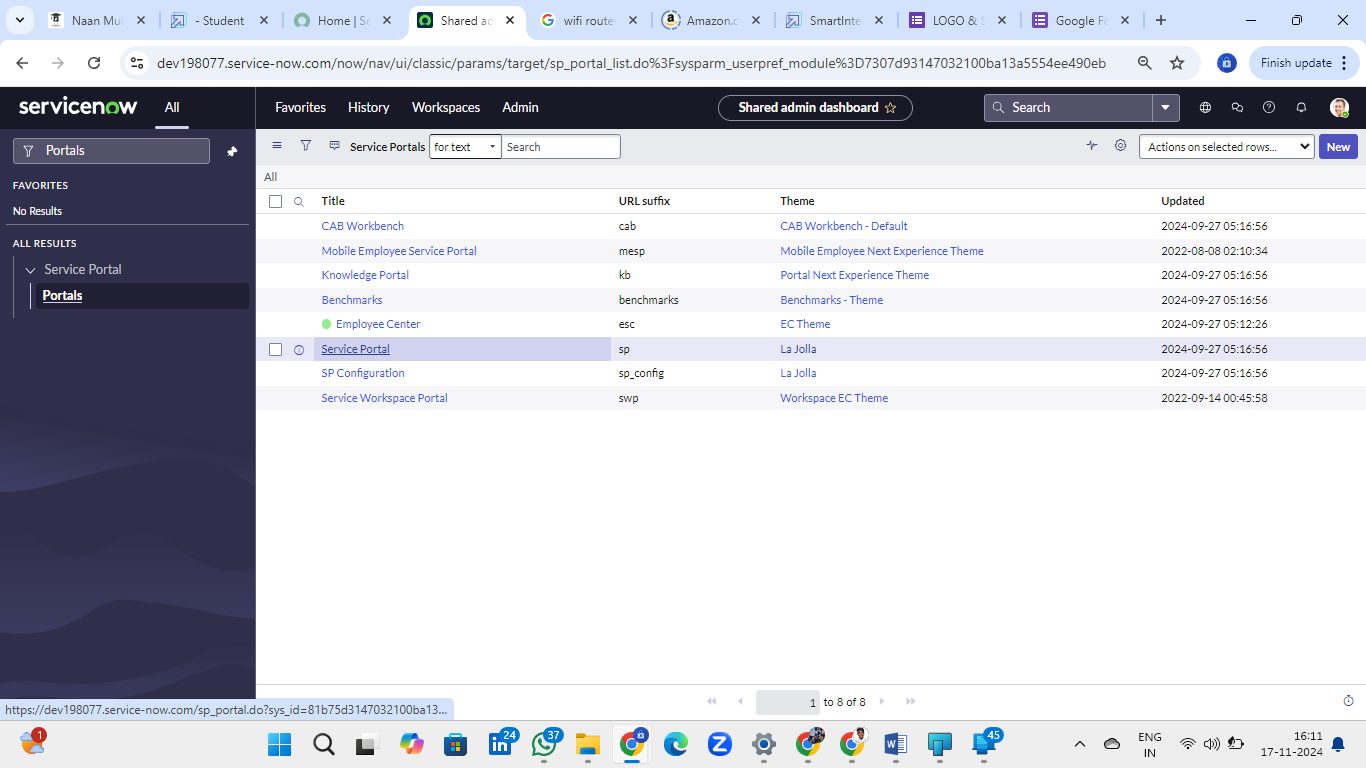 Naan Mu
- Student
Home | Se
Shared ad
wifi route
Amazon.c
SmartInte
LOGO & S
Google Fo
dev198077.service-now.com/now/nav/ui/classic/params/target/sp_portal_list.do%3Fsysparm_userpref_module%3D7307d93147032100ba13a5554ee490eb
Finish update
servicenow
All
Favorites
History
Workspaces
Admin
Shared admin dashboard
Search
Portals
Service Portals
for text
Search
Actions on selected rows...
New
FAVORITES
No Results
ALL RESULTS
Service Portal
Portals
All
Title URL suffix Theme Updated
CAB Workbench cab CAB Workbench - Default 2024-09-27 05:16:56
Mobile Employee Service Portal mesp Mobile Employee Next Experience Theme 2022-08-08 02:10:34
Knowledge Portal kb Portal Next Experience Theme 2024-09-27 05:16:56
Benchmarks benchmarks Benchmarks - Theme 2024-09-27 05:16:56
Employee Center esc EC Theme 2024-09-27 05:12:26
Service Portal sp La Jolla 2024-09-27 05:16:56
SP Configuration sp_config La Jolla 2024-09-27 05:16:56
Service Workspace Portal swp Workspace EC Theme 2022-09-14 00:45:58
1 to 8 of 8
https://dev198077.service-now.com/sp_portal.do?sys_id=81b75d3147032100ba13...
1
24
37
45
ENG
IN
16:11
17-11-2024